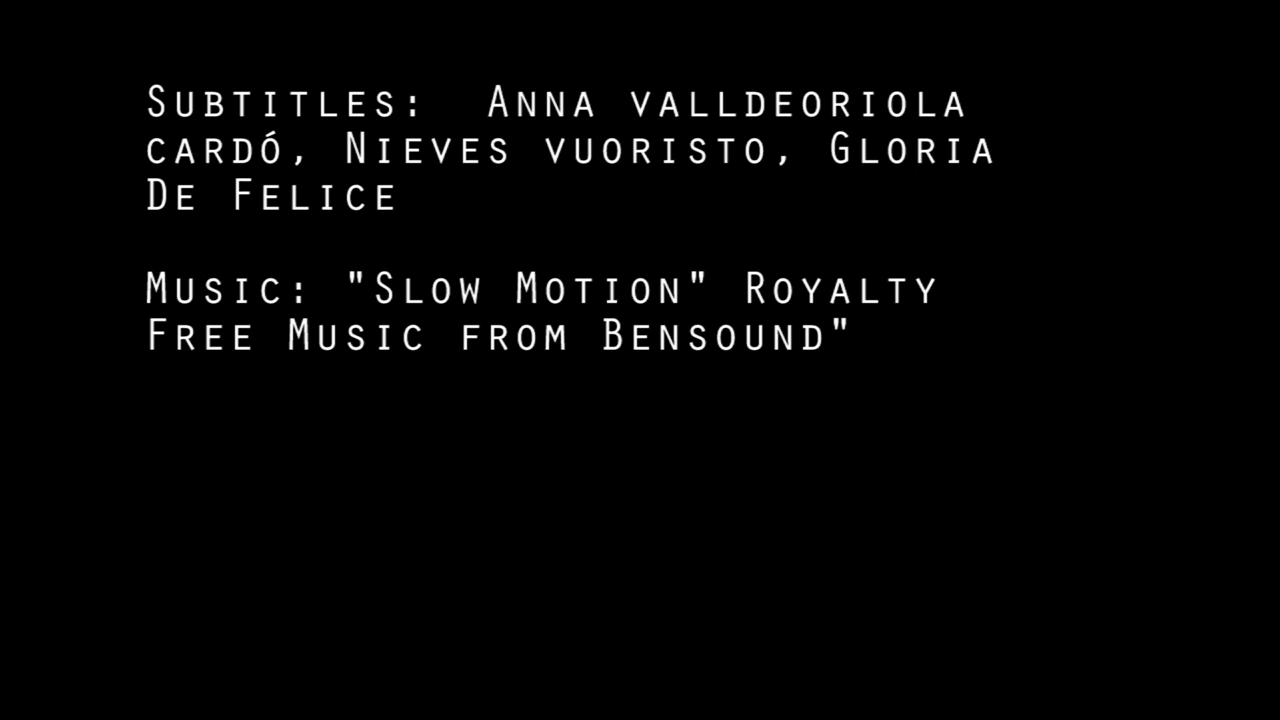 Subtitles:  Anna valldeoriola
cardó, Nieves vuoristo, Gloria
De Felice
Music: "Slow Motion" Royalty
Free Music from Bensound"